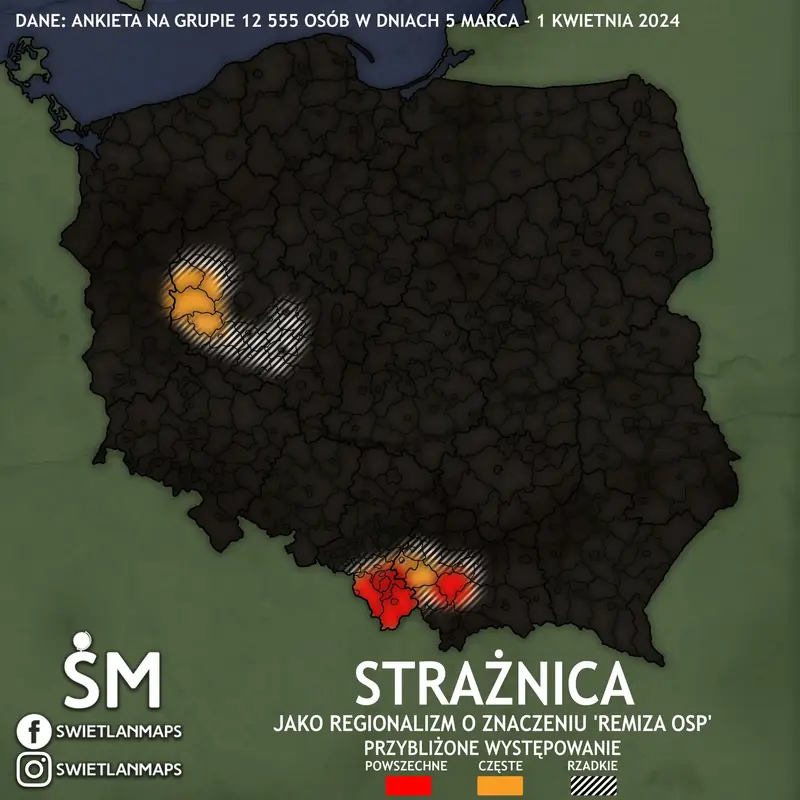 DANE: ANKIETA NA GRUPIE 12 555 OSÓB W DNIACH 5 MARCA - 1 KWIETNIA 2024
ŚM
SWIETLANMAPS
SWIETLANMAPS
STRAŻNICA
JAKO REGIONALIZM O ZNACZENIU 'REMIZA OSP'
PRZYBLIŻONE WYSTĘPOWANIE
POWSZECHNE CZĘSTE RZADKIE